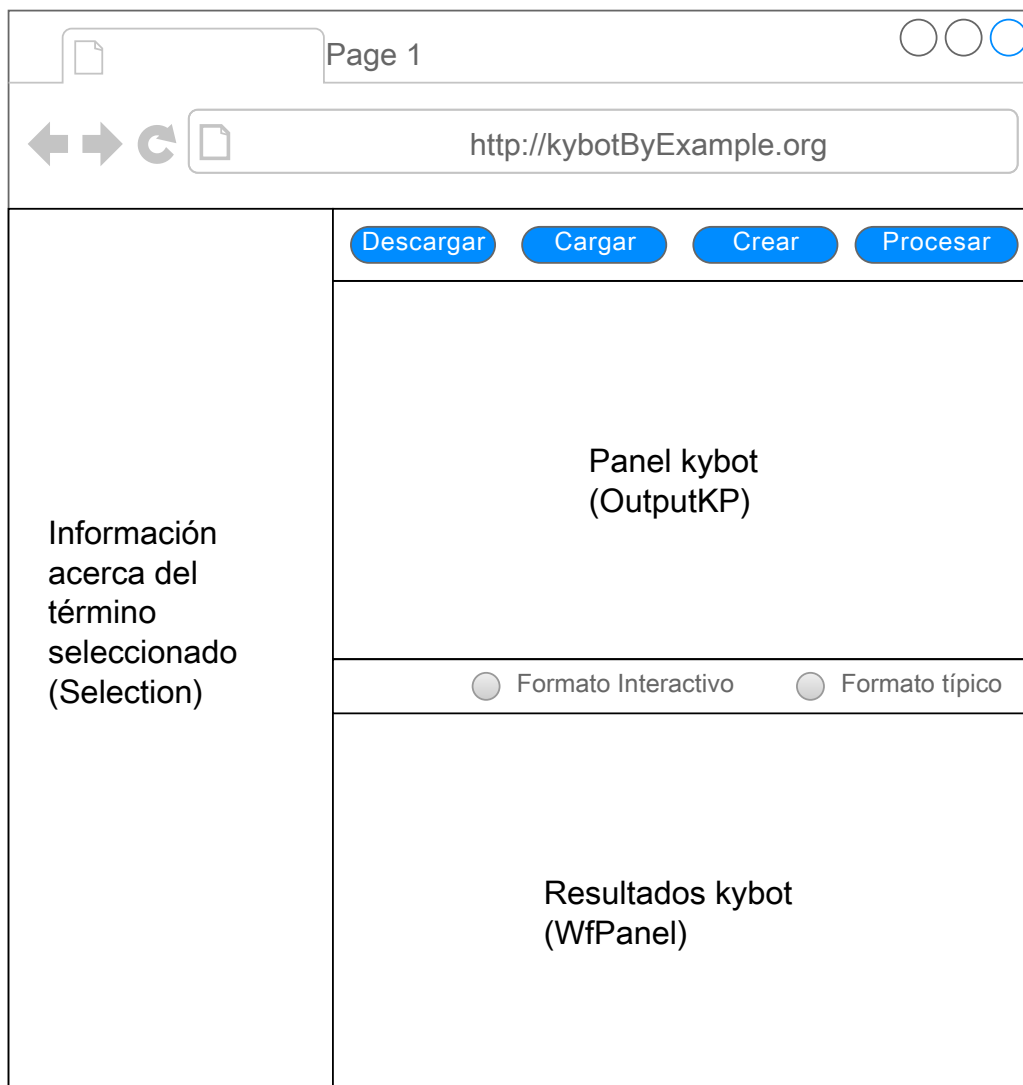 Page 1
http://kybotByExample.org
Descargar
Cargar
Crear
Procesar
Información
acerca del
término
seleccionado
(Selection)
Panel kybot
(OutputKP)
Formato Interactivo
Formato típico
Resultados kybot
(WfPanel)